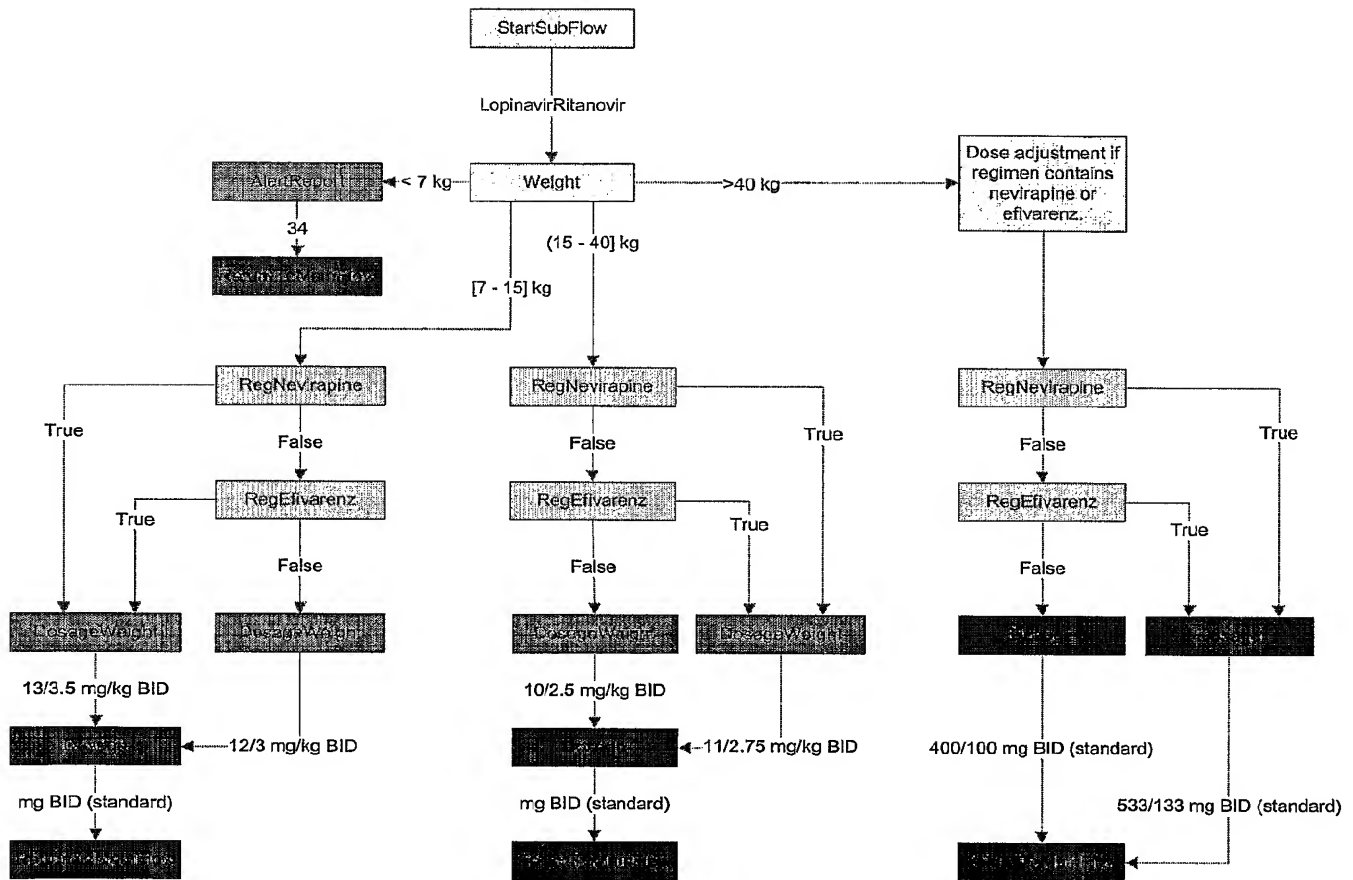 StartSubFlow
LopinavirRitanovir
AlertReport
< 7 kg
Weight
>40 kg
Dose adjustment if
regimen contains
nevirapine or
efivarenz.
34
(15 - 40] kg
[7 - 15] kg
RegNevirapine
RegNevirapine
RegNevirapine
True
False
False
True
False
True
RegEfivarenz
RegEfivarenz
RegEfivarenz
True
True
True
False
False
False
DosageWeight
DosageWeight
DosageWeight
DosageWeight
13/3.5 mg/kg BID
10/2.5 mg/kg BID
12/3 mg/kg BID
11/2.75 mg/kg BID
400/100 mg BID (standard)
mg BID (standard)
mg BID (standard)
533/133 mg BID (standard)